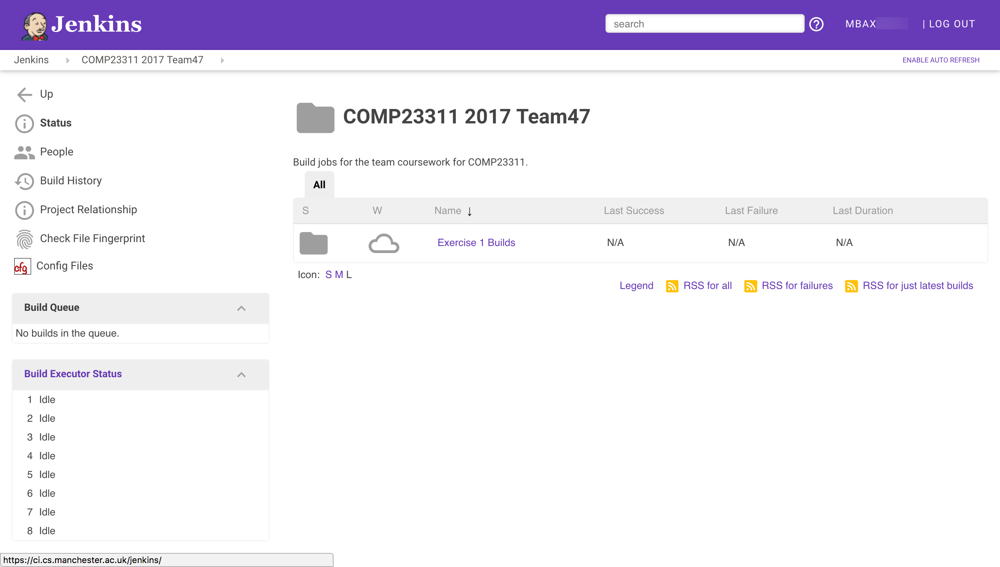 Jenkins
search
MBAX
| LOG OUT
Jenkins
COMP23311 2017 Team47
ENABLE AUTO REFRESH
Up
Status
People
Build History
Project Relationship
Check File Fingerprint
cfg Config Files
Build Queue
No builds in the queue.
Build Executor Status
1 Idle
2 Idle
3 Idle
4 Idle
5 Idle
6 Idle
7 Idle
8 Idle
COMP23311 2017 Team47
Build jobs for the team coursework for COMP23311.
All
S W Name ↓ Last Success Last Failure Last Duration
Exercise 1 Builds N/A N/A N/A
Icon: S M L
Legend RSS for all RSS for failures RSS for just latest builds
https://ci.cs.manchester.ac.uk/jenkins/